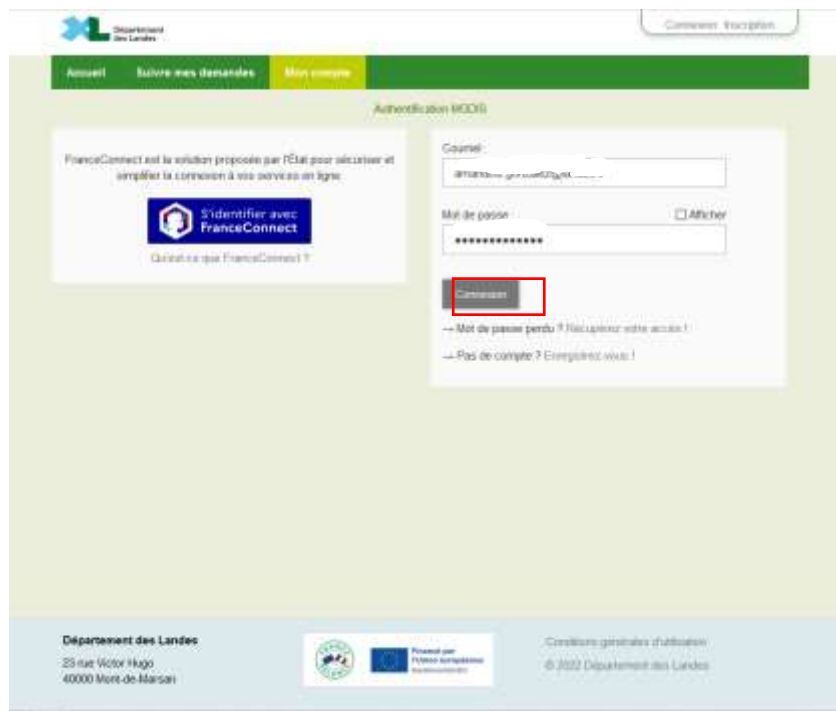 Département
des Landes
Connexion Inscription
Accueil Suivre mes demandes Mon compte
Authentification MODIS
FranceConnect est la solution proposée par l'État pour sécuriser et
simplifier la connexion à vos services en ligne
S'identifier avec
FranceConnect
Qu'est-ce que FranceConnect ?
Courriel
Mot de passe Afficher
Connexion
→ Mot de passe perdu ? Récupérez votre accès !
→ Pas de compte ? Enregistrez-vous !
Département des Landes
23 rue Victor Hugo
40000 Mont-de-Marsan
Financé par
l'Union européenne
Conditions générales d'utilisation
© 2022 Département des Landes